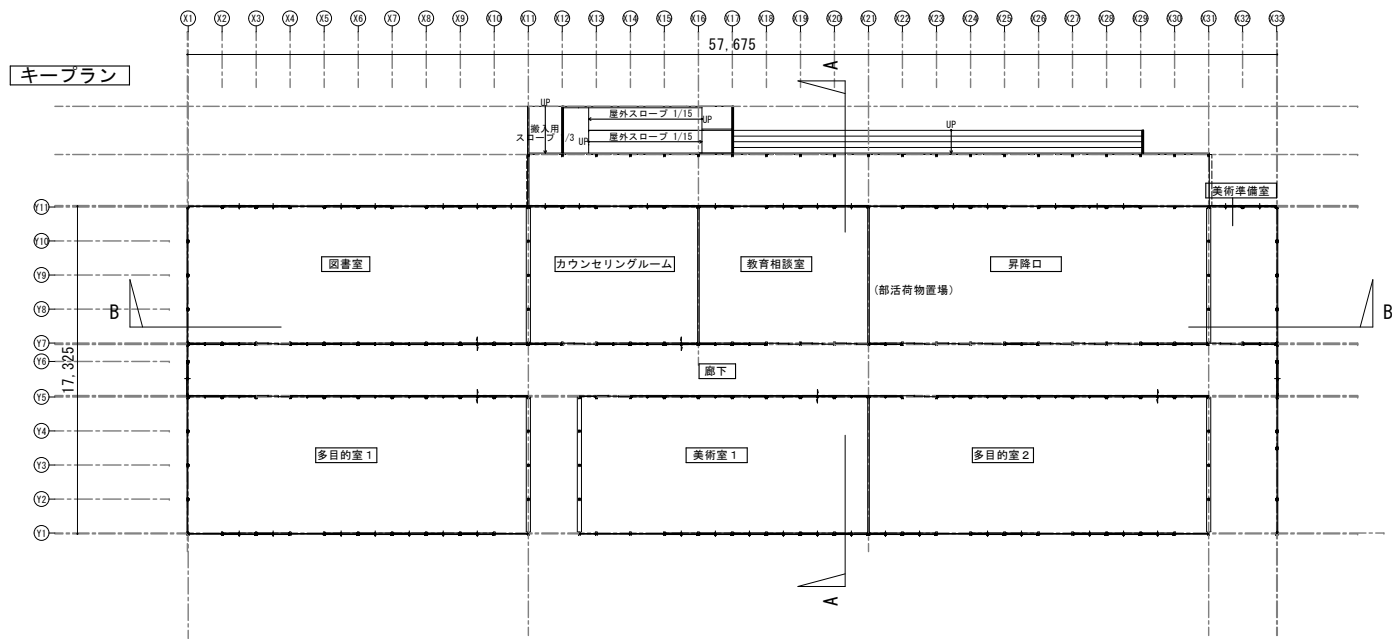 X1 X2 X3 X4 X5 X6 X7 X8 X9 X10 X11 X12 X13 X14 X15 X16 X17 X18 X19 X20 X21 X22 X23 X24 X25 X26 X27 X28 X29 X30 X31 X32 X33
57,675
キープラン
A
UP
搬入用
スロープ 1/3
屋外スロープ 1/15
UP
屋外スロープ 1/15
UP
UP
美術準備室
Y11
Y10
図書室
カウンセリングルーム
教育相談室
昇降口
Y9
(部活荷物置場)
Y8
B
B
Y7
17,325
Y6
廊下
Y5
Y4
多目的室1
美術室1
多目的室2
Y3
Y2
Y1
A